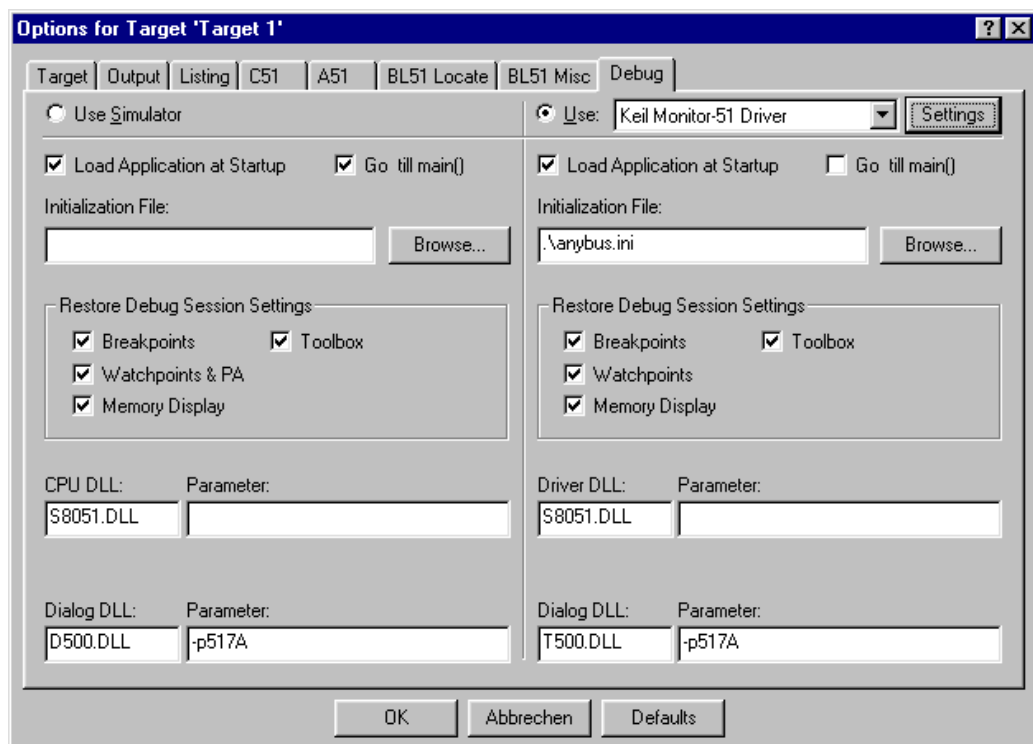 Options for Target 'Target 1'
Target Output Listing C51 A51 BL51 Locate BL51 Misc Debug
Use Simulator
Use: Keil Monitor-51 Driver Settings
Load Application at Startup Go till main()
Load Application at Startup Go till main()
Initialization File:
Initialization File:
Browse...
.\anybus.ini Browse...
Restore Debug Session Settings
Restore Debug Session Settings
Breakpoints Toolbox
Breakpoints Toolbox
Watchpoints & PA
Watchpoints
Memory Display
Memory Display
CPU DLL: Parameter:
Driver DLL: Parameter:
S8051.DLL
S8051.DLL
Dialog DLL: Parameter:
Dialog DLL: Parameter:
D500.DLL -p517A
T500.DLL -p517A
OK Abbrechen Defaults